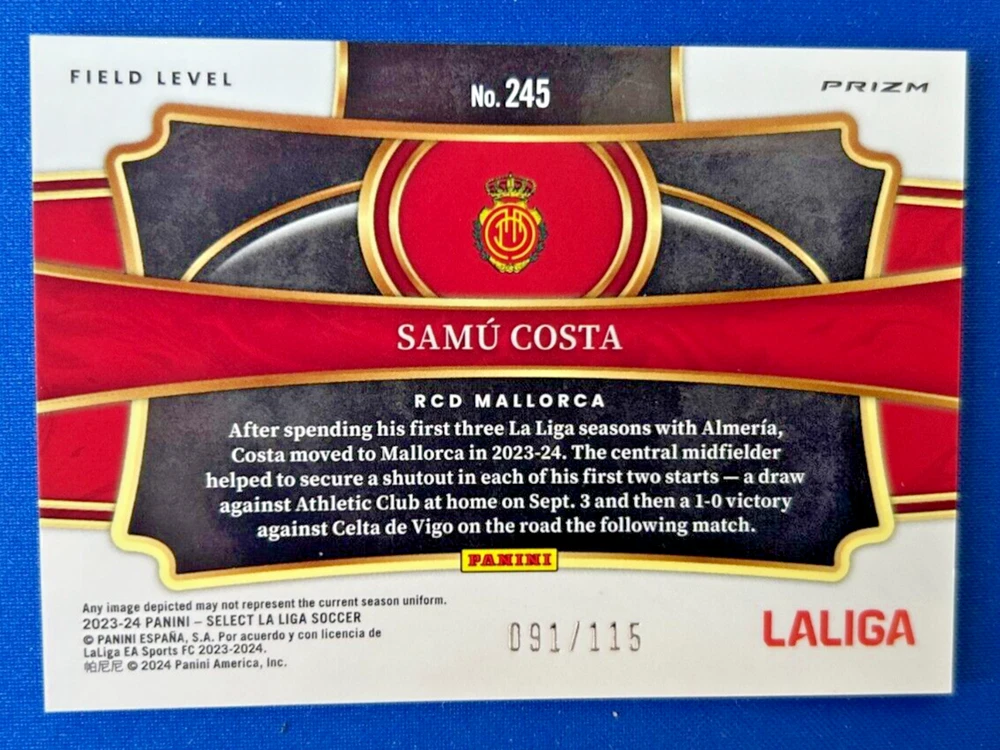 FIELD LEVEL
No. 245
PRIZM
SAMÚ COSTA
RCD MALLORCA
After spending his first three La Liga seasons with Almería,
Costa moved to Mallorca in 2023-24. The central midfielder
helped to secure a shutout in each of his first two starts — a draw
against Athletic Club at home on Sept. 3 and then a 1-0 victory
against Celta de Vigo on the road the following match.
PANINI
Any image depicted may not represent the current season uniform.
2023-24 PANINI – SELECT LA LIGA SOCCER
© PANINI ESPAÑA, S.A. Por acuerdo y con licencia de
LaLiga EA Sports FC 2023-2024.
帕尼尼 © 2024 Panini America, Inc.
091/115
LALIGA